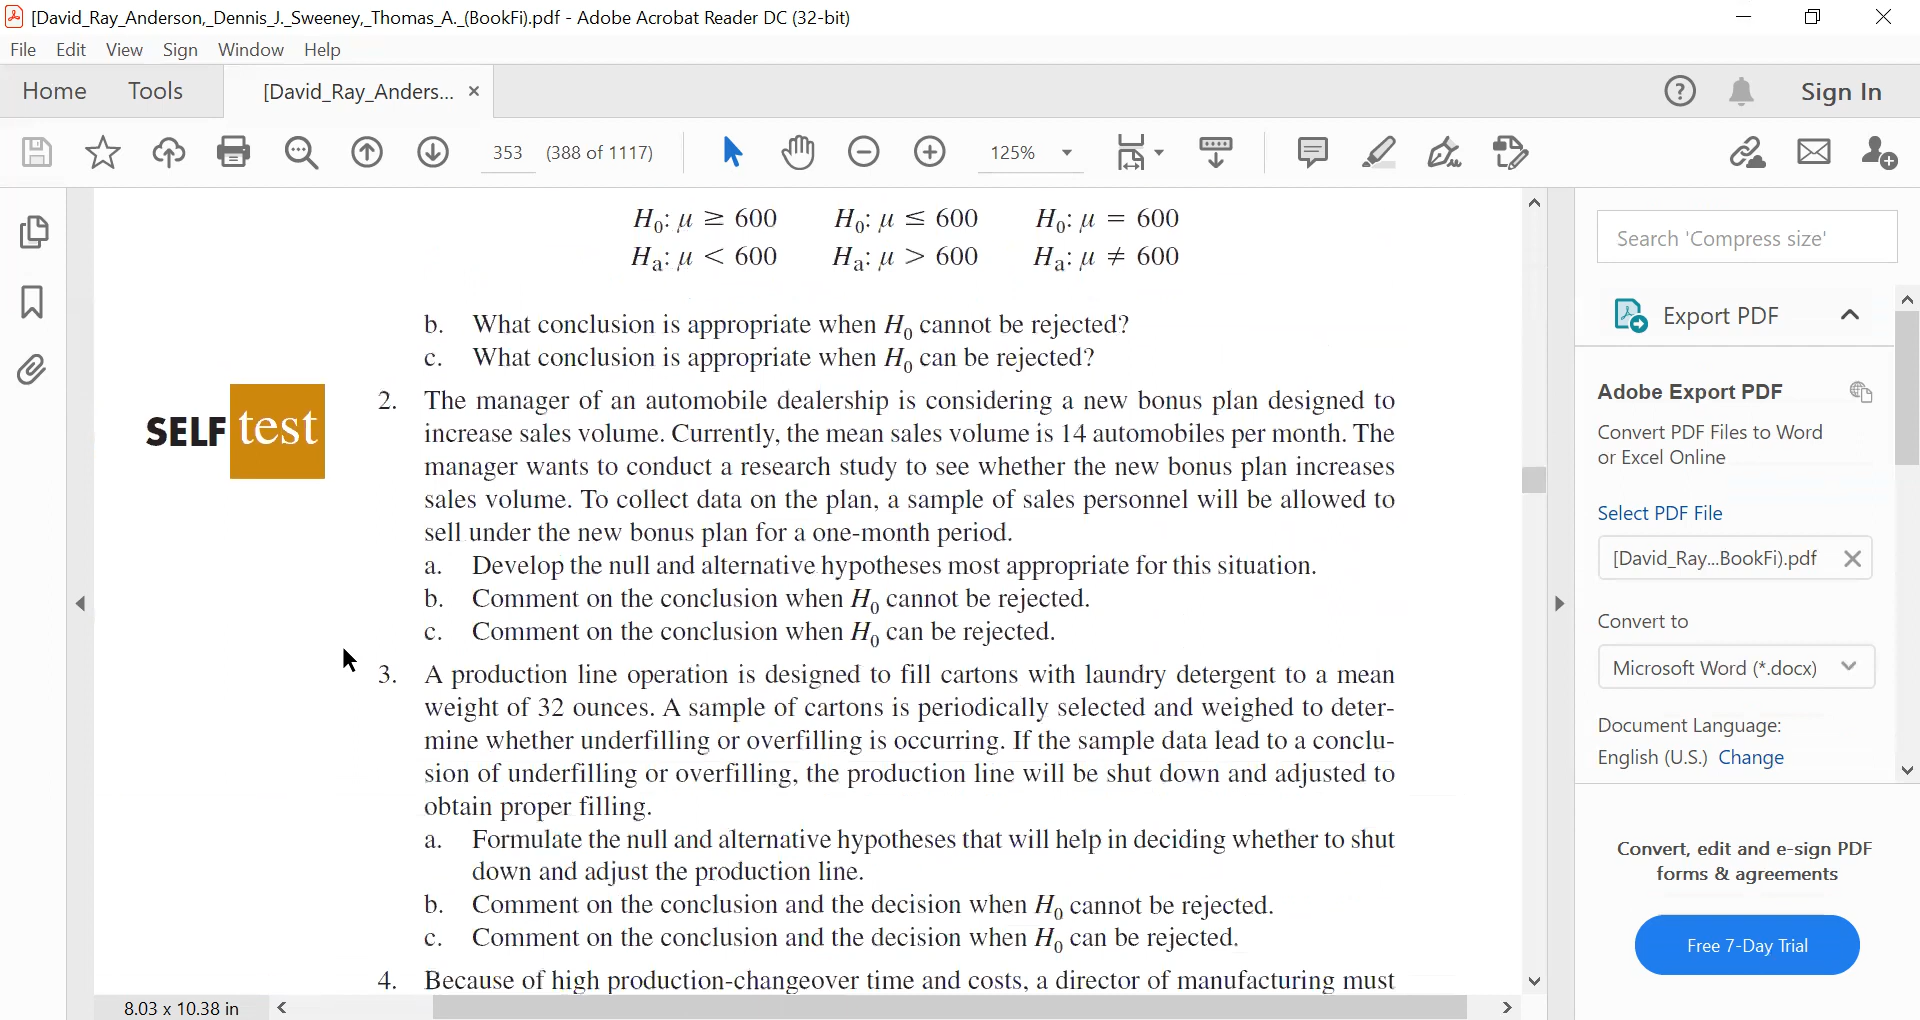 [David_Ray_Anderson,_Dennis_J._Sweeney,_Thomas_A._(BookFi).pdf - Adobe Acrobat Reader DC (32-bit)
File Edit View Sign Window Help
Home Tools [David_Ray_Anders... × Sign In
353 (388 of 1117) 125%
H0: μ ≥ 600 H0: μ ≤ 600 H0: μ = 600
Ha: μ < 600 Ha: μ > 600 Ha: μ ≠ 600
b. What conclusion is appropriate when H0 cannot be rejected?
c. What conclusion is appropriate when H0 can be rejected?
SELF test
2. The manager of an automobile dealership is considering a new bonus plan designed to
increase sales volume. Currently, the mean sales volume is 14 automobiles per month. The
manager wants to conduct a research study to see whether the new bonus plan increases
sales volume. To collect data on the plan, a sample of sales personnel will be allowed to
sell under the new bonus plan for a one-month period.
a. Develop the null and alternative hypotheses most appropriate for this situation.
b. Comment on the conclusion when H0 cannot be rejected.
c. Comment on the conclusion when H0 can be rejected.
3. A production line operation is designed to fill cartons with laundry detergent to a mean
weight of 32 ounces. A sample of cartons is periodically selected and weighed to deter-
mine whether underfilling or overfilling is occurring. If the sample data lead to a conclu-
sion of underfilling or overfilling, the production line will be shut down and adjusted to
obtain proper filling.
a. Formulate the null and alternative hypotheses that will help in deciding whether to shut
down and adjust the production line.
b. Comment on the conclusion and the decision when H0 cannot be rejected.
c. Comment on the conclusion and the decision when H0 can be rejected.
4. Because of high production-changeover time and costs, a director of manufacturing must
8.03 x 10.38 in
Search 'Compress size'
Export PDF
Adobe Export PDF
Convert PDF Files to Word
or Excel Online
Select PDF File
[David_Ray...BookFi).pdf
Convert to
Microsoft Word (*.docx)
Document Language:
English (U.S.) Change
Convert, edit and e-sign PDF
forms & agreements
Free 7-Day Trial